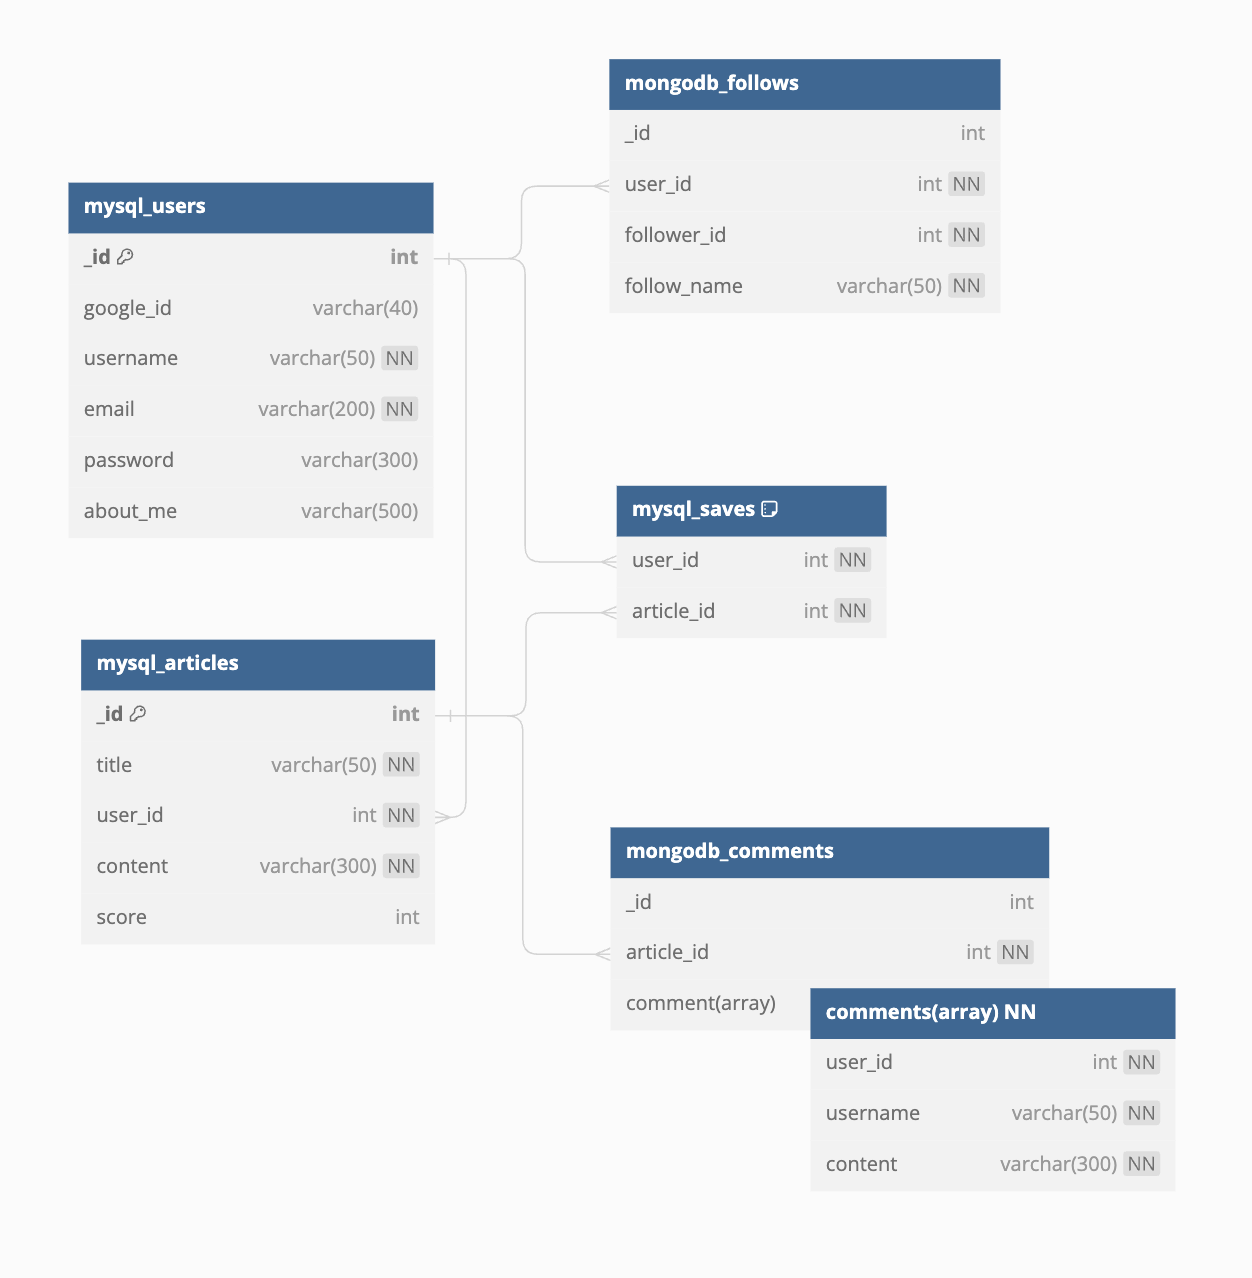 mongodb_follows
_id int
user_id int NN
follower_id int NN
follow_name varchar(50) NN
mysql_users
_id int
google_id varchar(40)
username varchar(50) NN
email varchar(200) NN
password varchar(300)
about_me varchar(500)
mysql_saves
user_id int NN
article_id int NN
mysql_articles
_id int
title varchar(50) NN
user_id int NN
content varchar(300) NN
score int
mongodb_comments
_id int
article_id int NN
comment(array)
comments(array) NN
user_id int NN
username varchar(50) NN
content varchar(300) NN